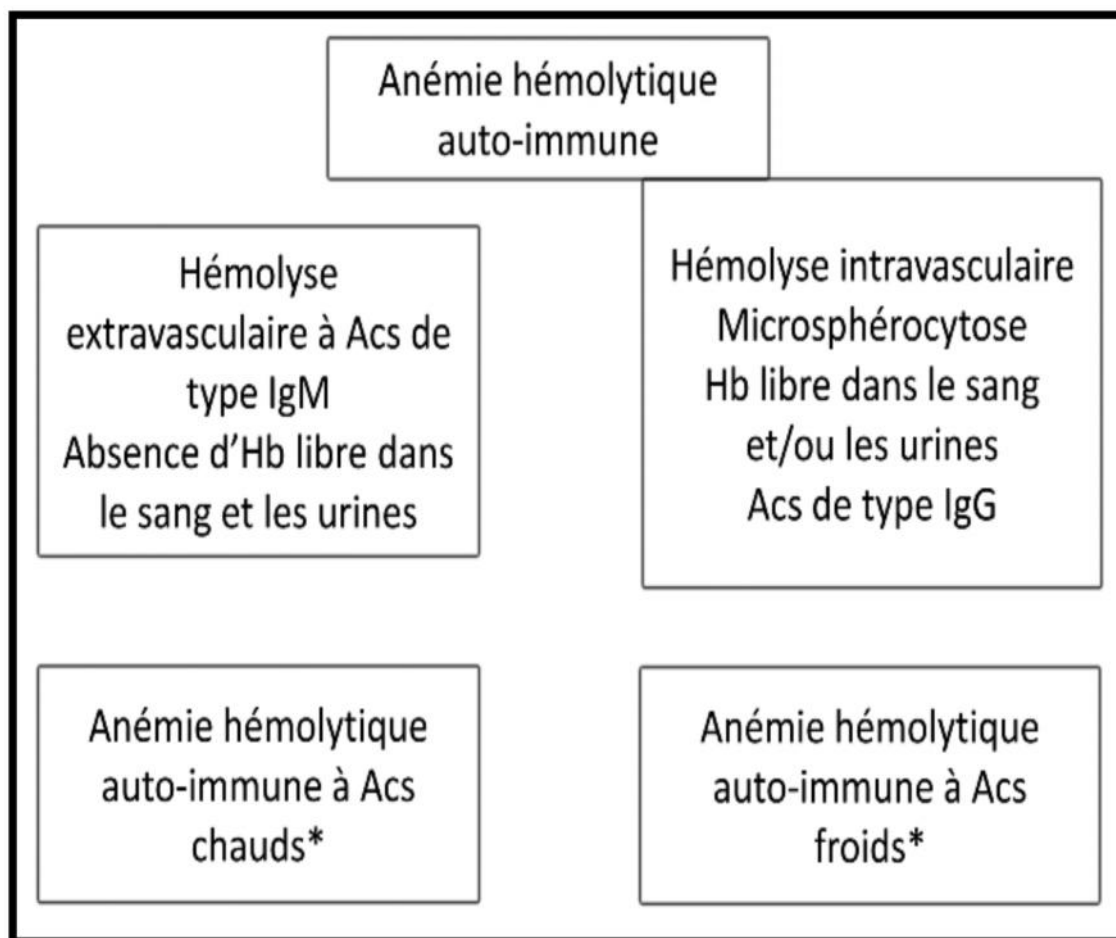 Anémie hémolytique
auto-immune
Hémolyse
extravasculaire à Acs de
type IgM
Absence d'Hb libre dans
le sang et les urines
Hémolyse intravasculaire
Microsphérocytose
Hb libre dans le sang
et/ou les urines
Acs de type IgG
Anémie hémolytique
auto-immune à Acs
chauds*
Anémie hémolytique
auto-immune à Acs
froids*